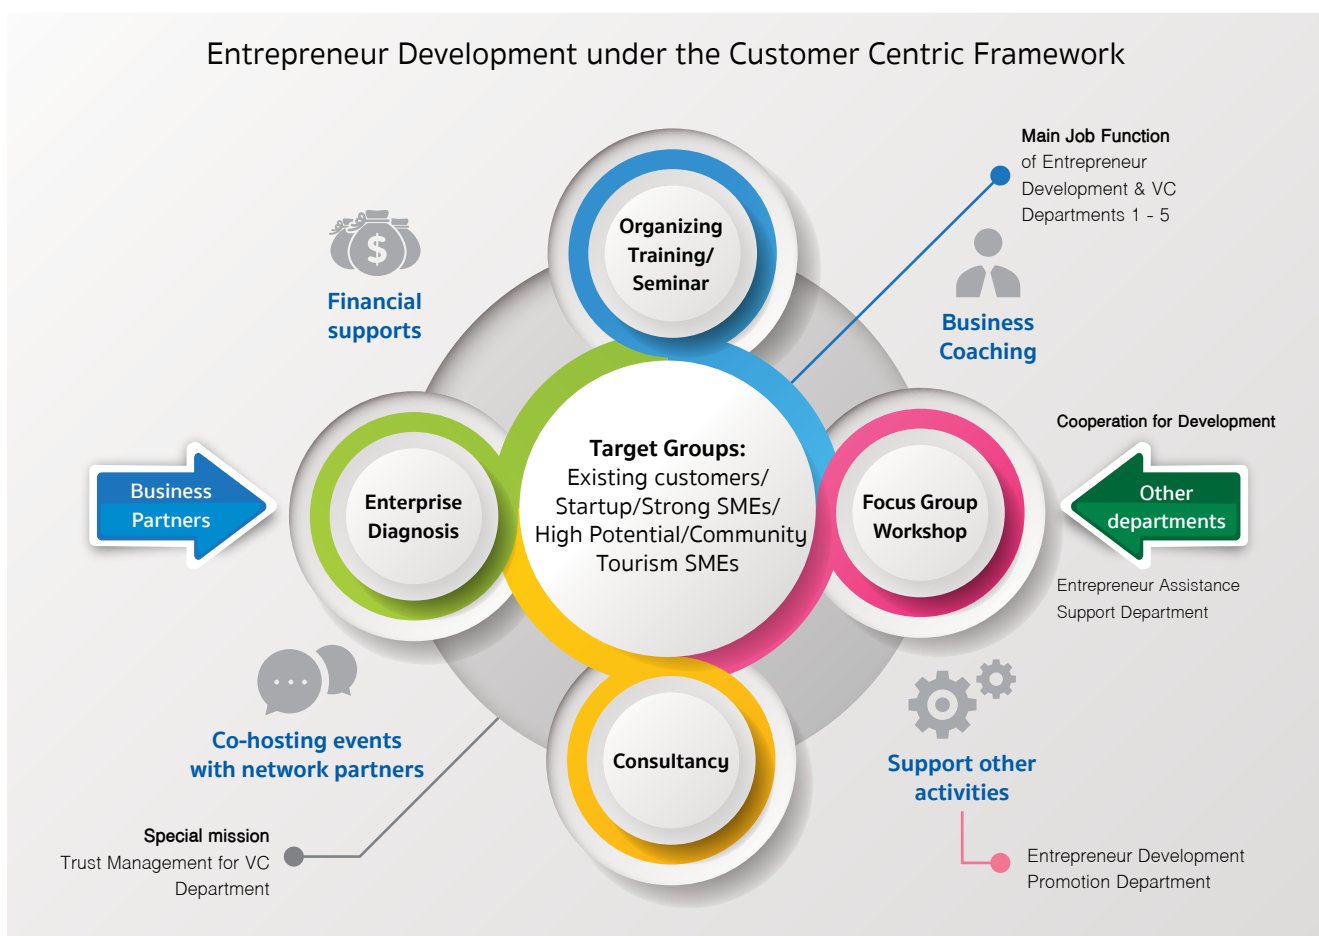 Entrepreneur Development under the Customer Centric Framework
Main Job Function
of Entrepreneur
Development & VC
Departments 1 - 5
Organizing
Training/
Seminar
$
Financial
supports
Business
Coaching
Cooperation for Development
Target Groups:
Existing customers/
Startup/Strong SMEs/
High Potential/Community
Tourism SMEs
Business
Partners
Enterprise
Diagnosis
Focus Group
Workshop
Other
departments
Entrepreneur Assistance
Support Department
Co-hosting events
with network partners
Consultancy
Support other
activities
Special mission
Trust Management for VC
Department
Entrepreneur Development
Promotion Department